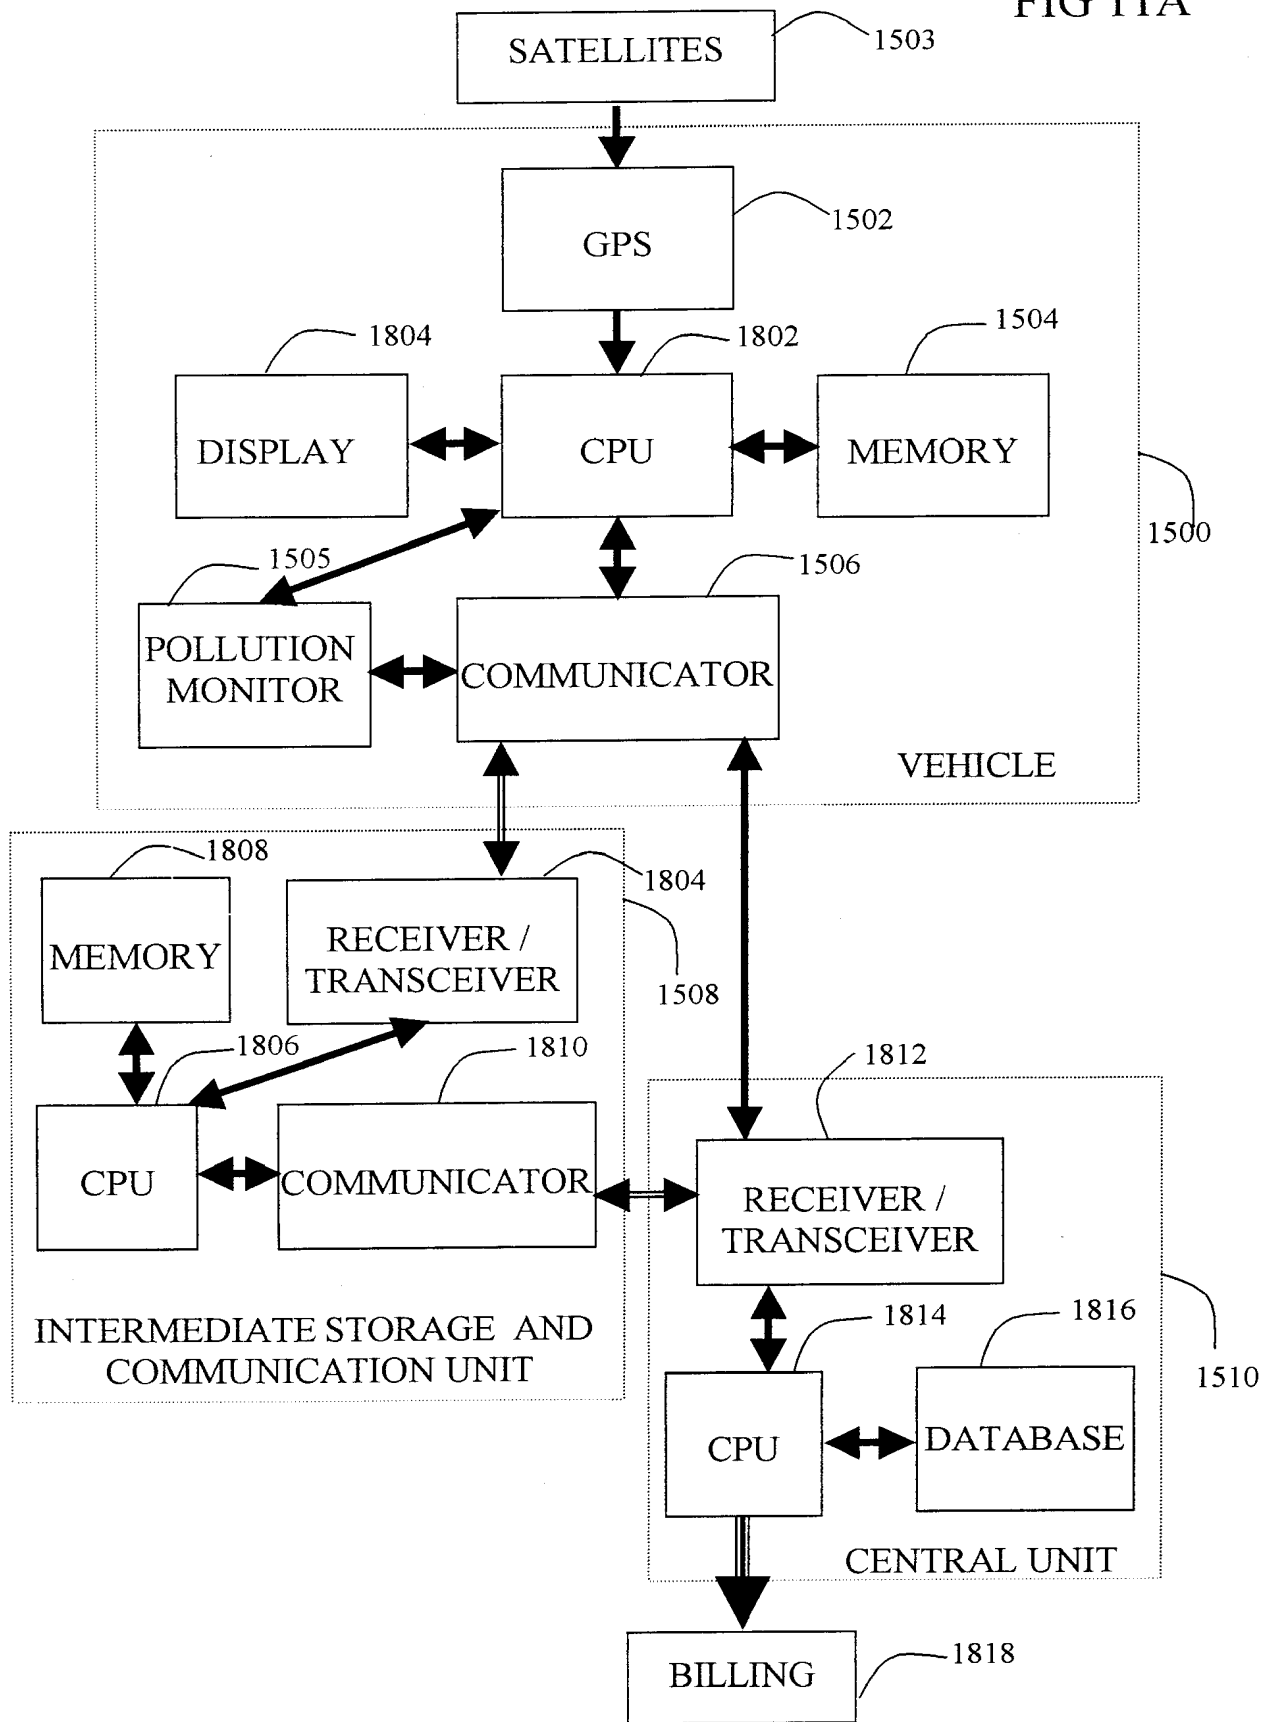 FIG 11A
SATELLITES
1503
GPS
1502
1804
1802
1504
DISPLAY
CPU
MEMORY
1500
1505
1506
POLLUTION
MONITOR
COMMUNICATOR
VEHICLE
1808
1804
MEMORY
RECEIVER /
TRANSCEIVER
1508
1806
1810
1812
CPU
COMMUNICATOR
RECEIVER /
TRANSCEIVER
INTERMEDIATE STORAGE AND
COMMUNICATION UNIT
1814
1816
1510
CPU
DATABASE
CENTRAL UNIT
BILLING
1818